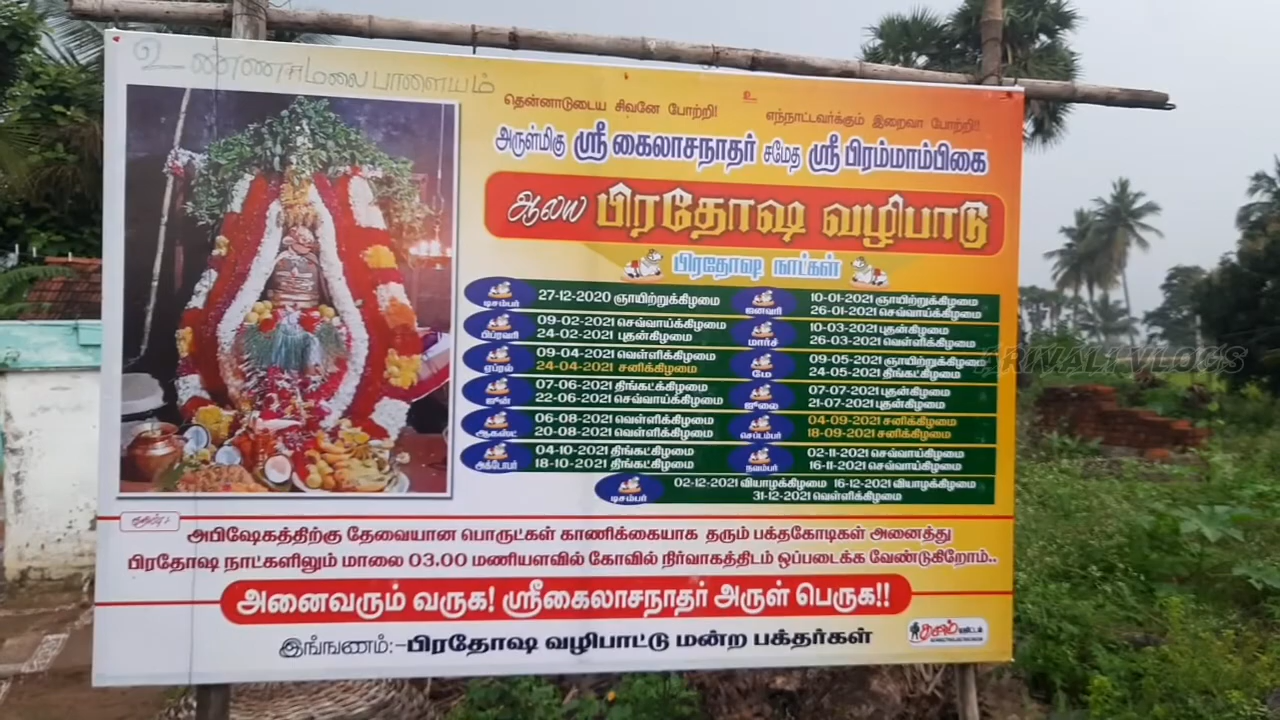 உண்ணாமலை பாளையம்
உ
தென்னாடுடைய சிவனே போற்றி! எந்நாட்டவர்க்கும் இறைவா போற்றி!!
அருள்மிகு ஸ்ரீ கைலாசநாதர் சமேத ஸ்ரீ பிரம்மாம்பிகை
ஆலய பிரதோஷ வழிபாடு
பிரதோஷ நாட்கள்
டிசம்பர் 27-12-2020 ஞாயிற்றுக்கிழமை
ஜனவரி 10-01-2021 ஞாயிற்றுக்கிழமை
26-01-2021 செவ்வாய்க்கிழமை
பிப்ரவரி 09-02-2021 செவ்வாய்க்கிழமை
24-02-2021 புதன்கிழமை
மார்ச் 10-03-2021 புதன்கிழமை
26-03-2021 வெள்ளிக்கிழமை
ஏப்ரல் 09-04-2021 வெள்ளிக்கிழமை
24-04-2021 சனிக்கிழமை
மே 09-05-2021 ஞாயிற்றுக்கிழமை
24-05-2021 திங்கட்கிழமை
ஜூன் 07-06-2021 திங்கட்கிழமை
22-06-2021 செவ்வாய்க்கிழமை
ஜூலை 07-07-2021 புதன்கிழமை
21-07-2021 புதன்கிழமை
ஆகஸ்ட் 06-08-2021 வெள்ளிக்கிழமை
20-08-2021 வெள்ளிக்கிழமை
செப்டம்பர் 04-09-2021 சனிக்கிழமை
18-09-2021 சனிக்கிழமை
அக்டோபர் 04-10-2021 திங்கட்கிழமை
18-10-2021 திங்கட்கிழமை
நவம்பர் 02-11-2021 செவ்வாய்கிழமை
16-11-2021 செவ்வாய்கிழமை
டிசம்பர் 02-12-2021 வியாழக்கிழமை 16-12-2021 வியாழக்கிழமை
31-12-2021 வெள்ளிக்கிழமை
ARIVALI VLOGS
குறிப்பு:
அபிஷேகத்திற்கு தேவையான பொருட்கள் காணிக்கையாக தரும் பக்தகோடிகள் அனைத்து
பிரதோஷ நாட்களிலும் மாலை 03.00 மணியளவில் கோவில் நிர்வாகத்திடம் ஒப்படைக்க வேண்டுகிறோம்..
அனைவரும் வருக! ஸ்ரீகைலாசநாதர் அருள் பெருக!!
இங்ஙணம்:-பிரதோஷ வழிபாட்டு மன்ற பக்தர்கள்